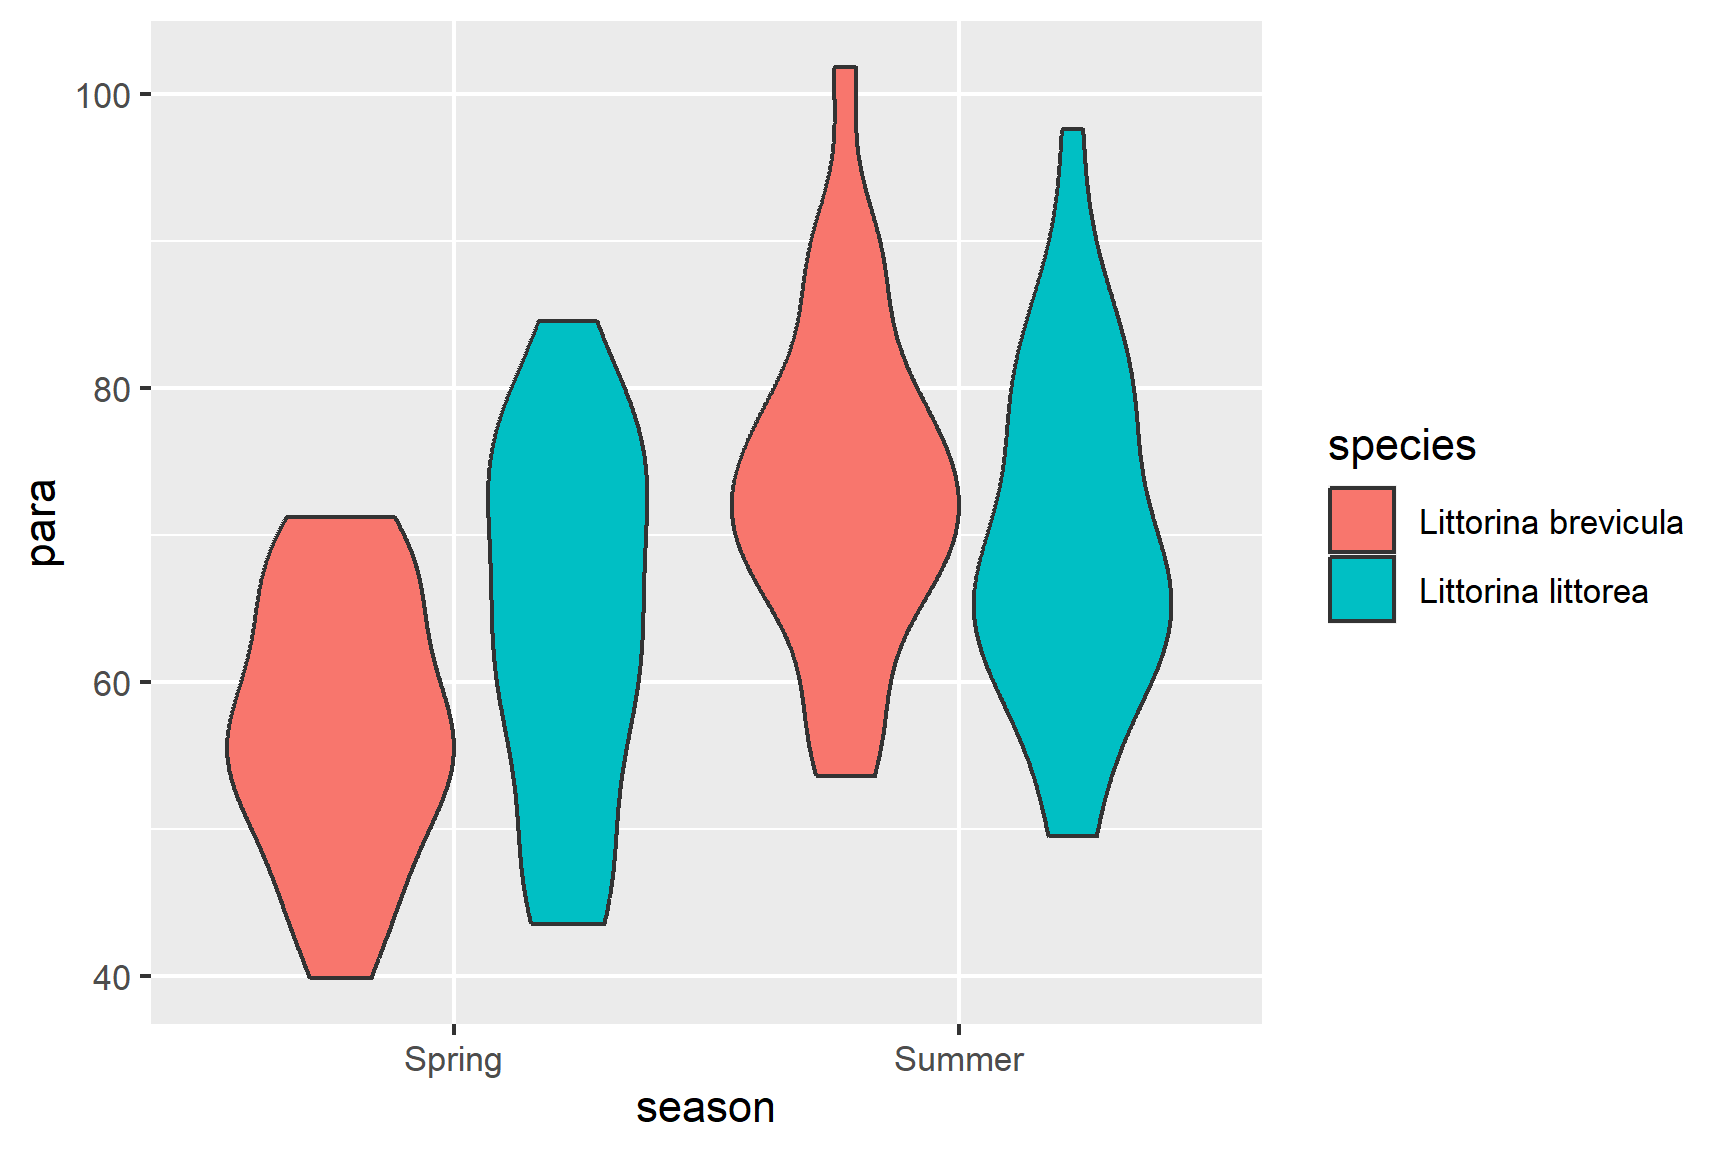 para
100
80
60
40
Spring
Summer
season
species
Littorina brevicula
Littorina littorea